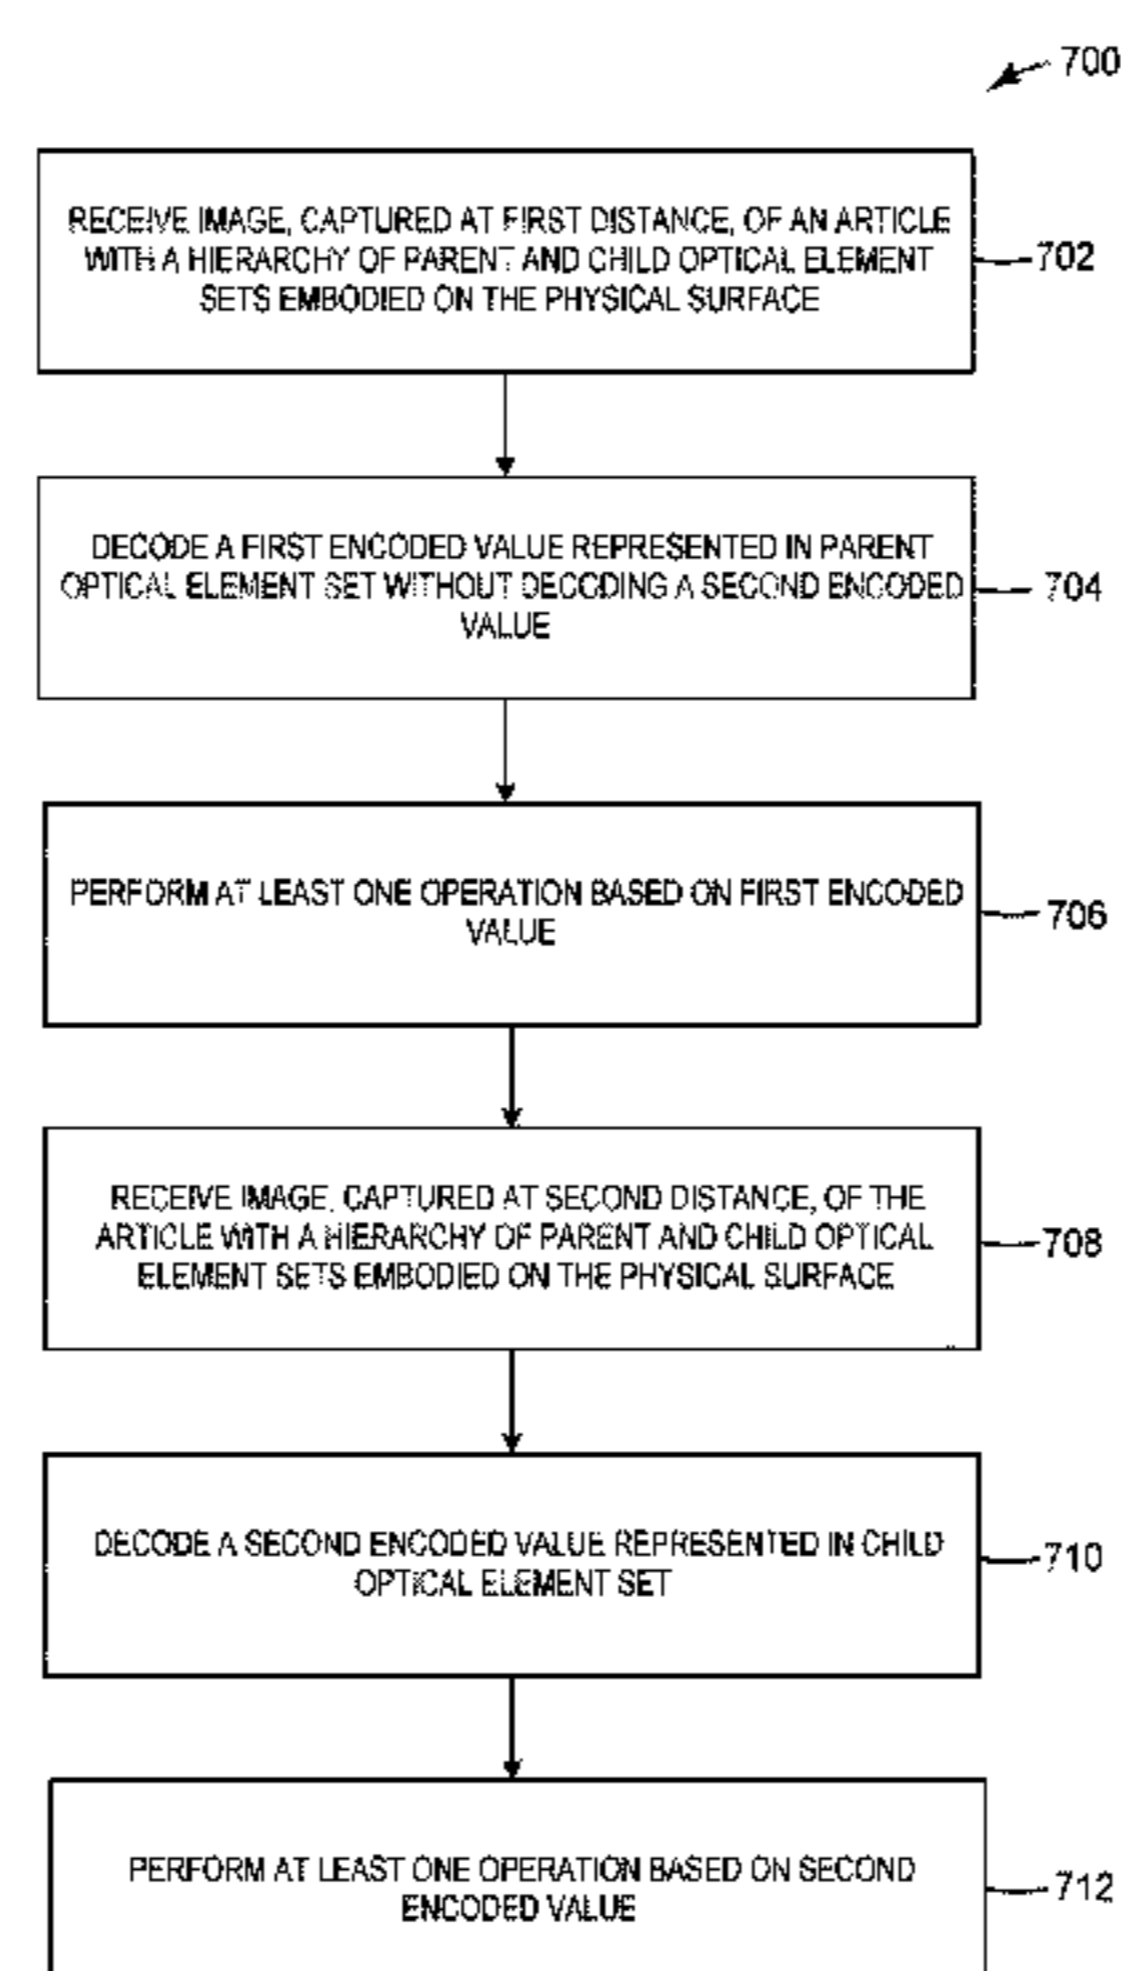 700
RECEIVE IMAGE, CAPTURED AT FIRST DISTANCE, OF AN ARTICLE
WITH A HIERARCHY OF PARENT AND CHILD OPTICAL ELEMENT
SETS EMBODIED ON THE PHYSICAL SURFACE
702
DECODE A FIRST ENCODED VALUE REPRESENTED IN PARENT
OPTICAL ELEMENT SET WITHOUT DECODING A SECOND ENCODED
VALUE
704
PERFORM AT LEAST ONE OPERATION BASED ON FIRST ENCODED
VALUE
706
RECEIVE IMAGE, CAPTURED AT SECOND DISTANCE, OF THE
ARTICLE WITH A HIERARCHY OF PARENT AND CHILD OPTICAL
ELEMENT SETS EMBODIED ON THE PHYSICAL SURFACE
708
DECODE A SECOND ENCODED VALUE REPRESENTED IN CHILD
OPTICAL ELEMENT SET
710
PERFORM AT LEAST ONE OPERATION BASED ON SECOND
ENCODED VALUE
712